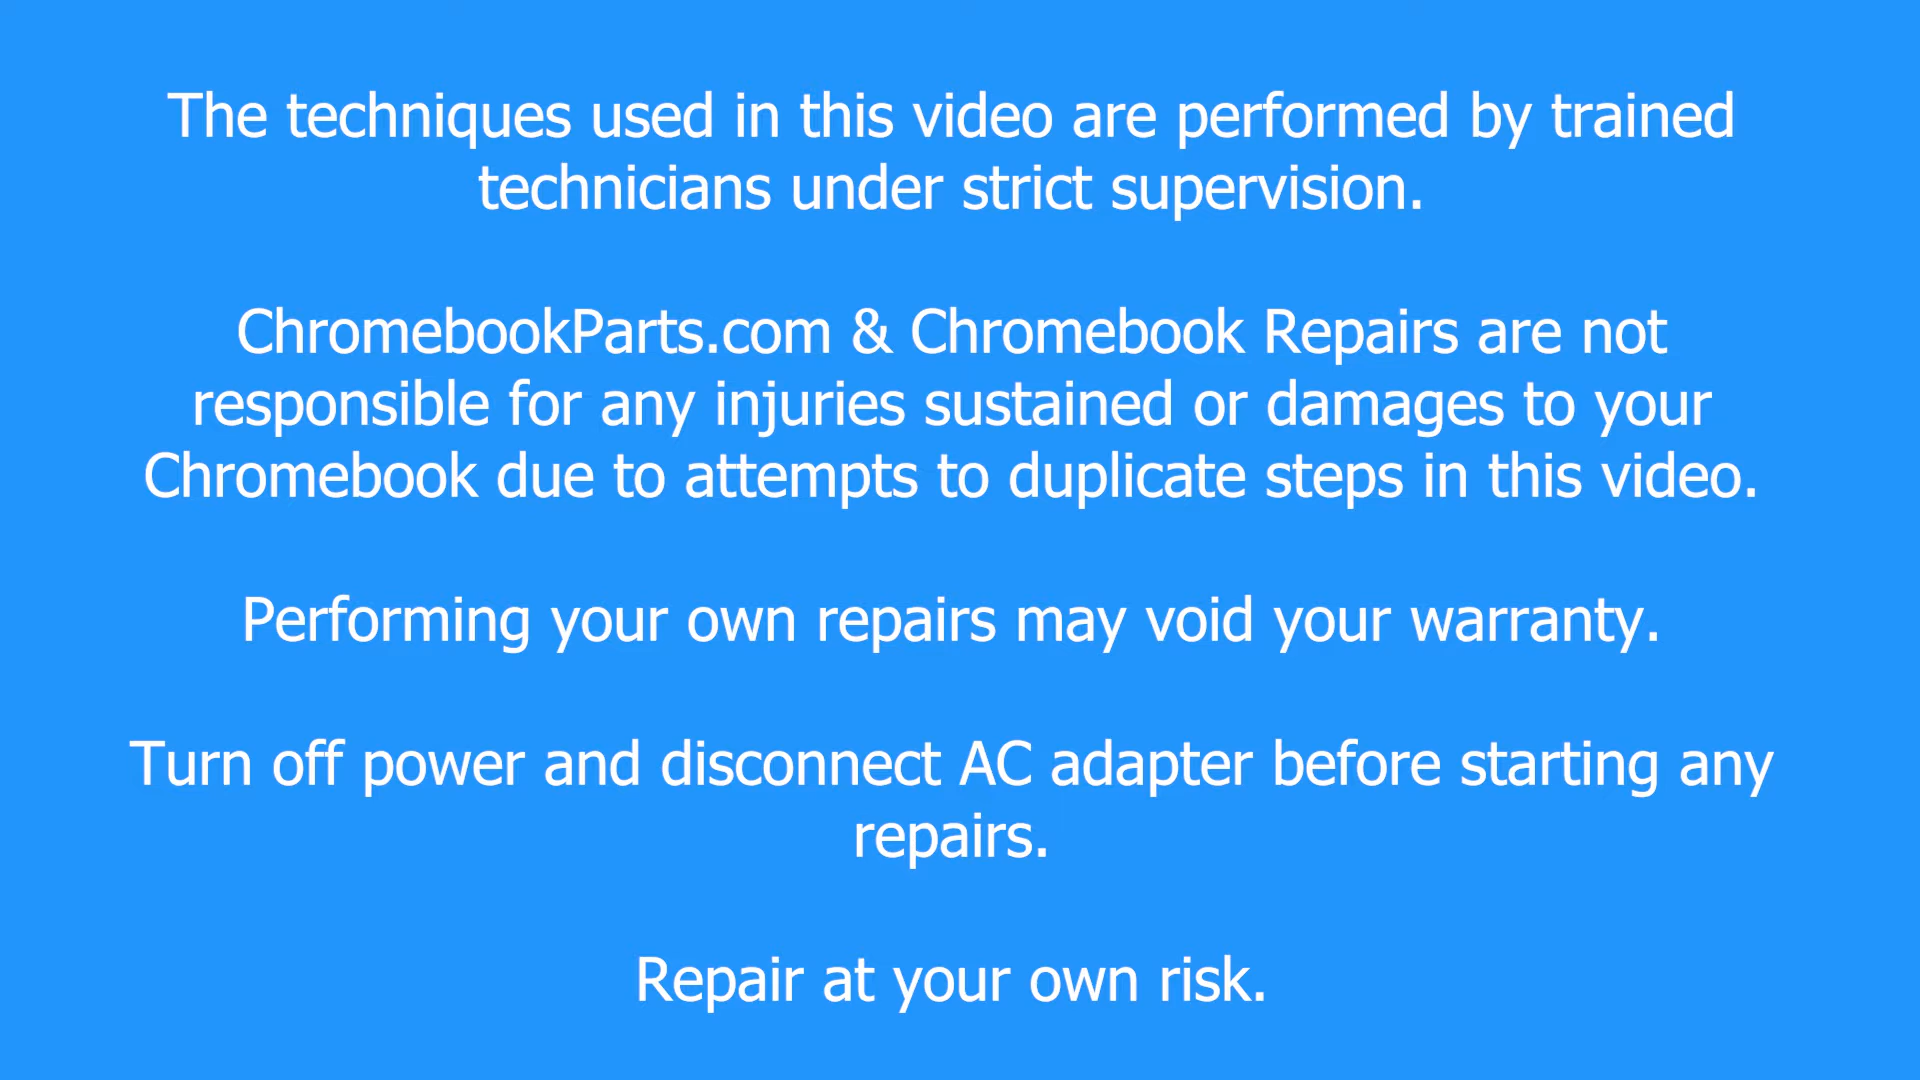 The techniques used in this video are performed by trained
technicians under strict supervision.
ChromebookParts.com & Chromebook Repairs are not
responsible for any injuries sustained or damages to your
Chromebook due to attempts to duplicate steps in this video.
Performing your own repairs may void your warranty.
Turn off power and disconnect AC adapter before starting any
repairs.
Repair at your own risk.